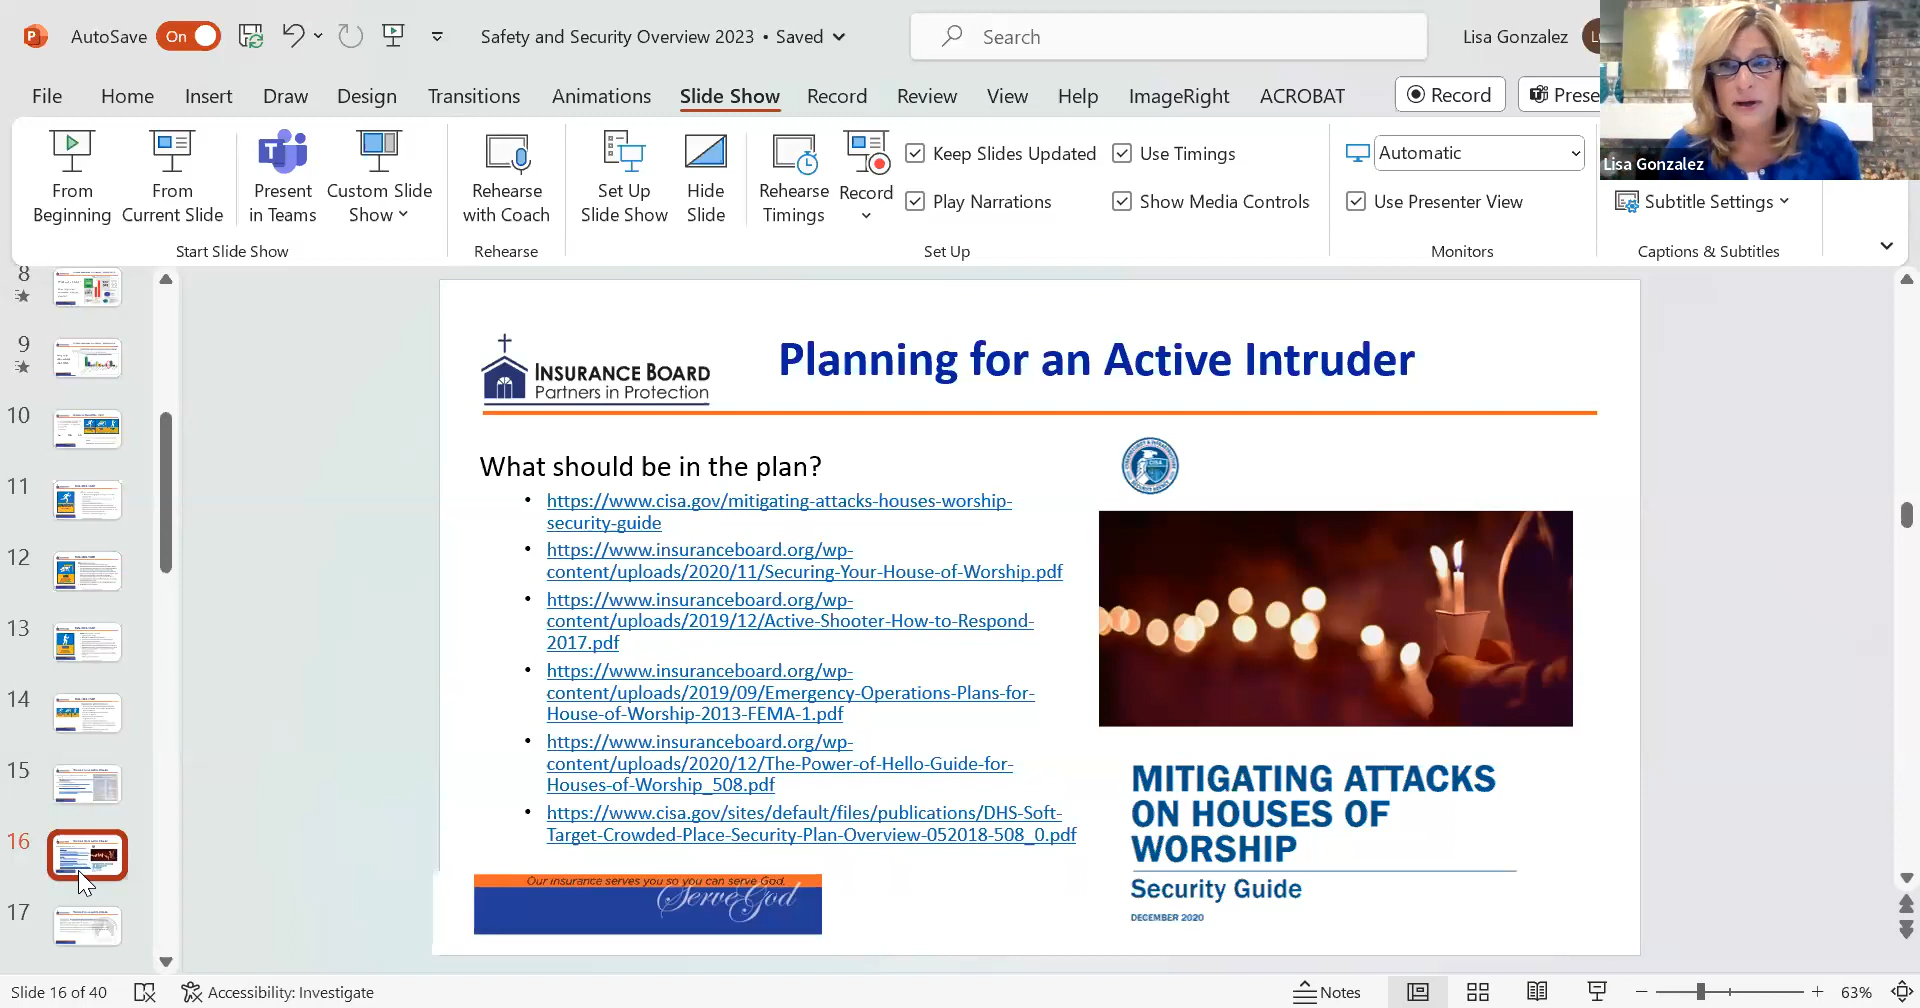 AutoSave On Safety and Security Overview 2023 • Saved Search Lisa Gonzalez
File Home Insert Draw Design Transitions Animations Slide Show Record Review View Help ImageRight ACROBAT Record Prese
From Beginning
From Current Slide
Present in Teams
Custom Slide Show
Start Slide Show
Rehearse with Coach
Rehearse
Set Up Slide Show
Hide Slide
Rehearse Timings
Record
Keep Slides Updated
Play Narrations
Use Timings
Show Media Controls
Set Up
Automatic
Use Presenter View
Monitors
Lisa Gonzalez
Subtitle Settings
Captions & Subtitles
8
9
10
11
12
13
14
15
16
17
INSURANCE BOARD
Partners in Protection
Planning for an Active Intruder
What should be in the plan?
• https://www.cisa.gov/mitigating-attacks-houses-worship-
security-guide
• https://www.insuranceboard.org/wp-
content/uploads/2020/11/Securing-Your-House-of-Worship.pdf
• https://www.insuranceboard.org/wp-
content/uploads/2019/12/Active-Shooter-How-to-Respond-
2017.pdf
• https://www.insuranceboard.org/wp-
content/uploads/2019/09/Emergency-Operations-Plans-for-
House-of-Worship-2013-FEMA-1.pdf
• https://www.insuranceboard.org/wp-
content/uploads/2020/12/The-Power-of-Hello-Guide-for-
Houses-of-Worship_508.pdf
• https://www.cisa.gov/sites/default/files/publications/DHS-Soft-
Target-Crowded-Place-Security-Plan-Overview-052018-508_0.pdf
CISA
MITIGATING ATTACKS
ON HOUSES OF
WORSHIP
Security Guide
DECEMBER 2020
Our insurance serves you so you can serve God.
Serve God
Slide 16 of 40 Accessibility: Investigate Notes 63%